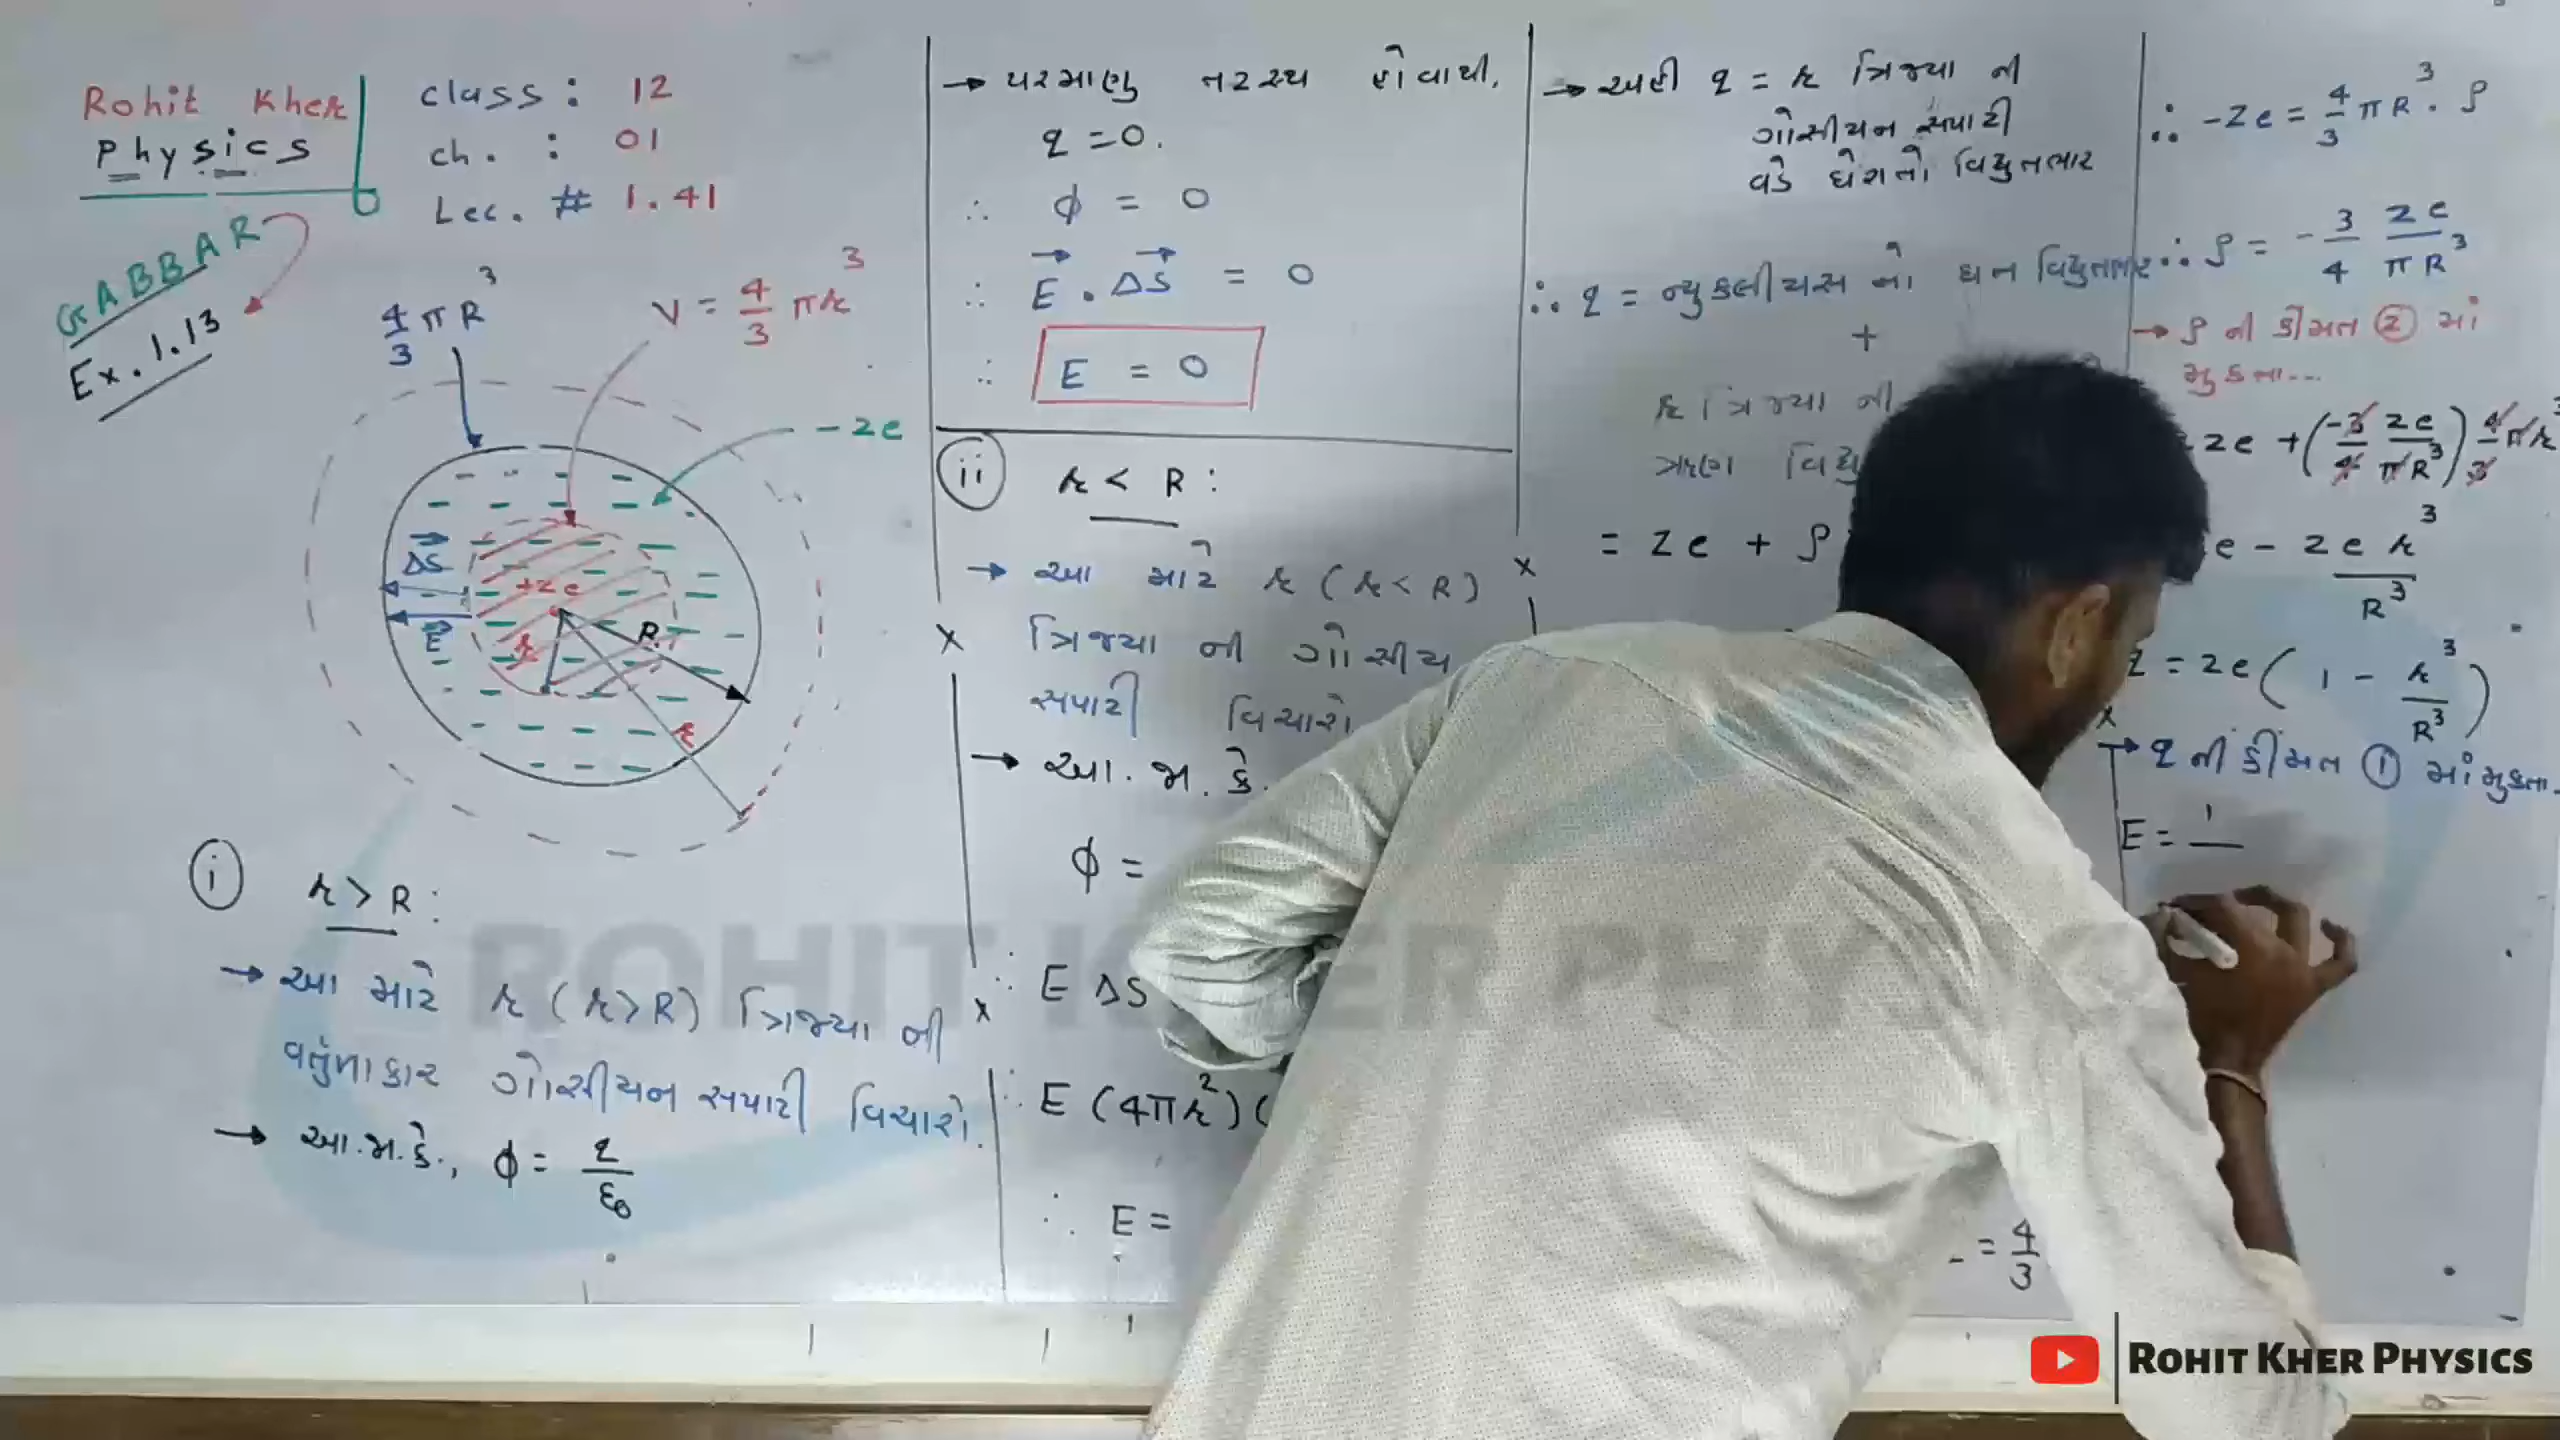 Rohit Kher
Physics
class : 12
ch. : 01
Lec. # 1.41
GABBAR
Ex. 1.13
4/3 πR³
V = 4/3 πr³
-ze
ΔS
E
+ze
R
r
r
(i) r > R :
→ આ માટે r (r > R) ત્રિજ્યા ની
વર્તુળાકાર ગોસીયન સપાટી વિચારો.
→ આ.જા.કે., ϕ = q/ε₀
→ પરમાણુ તટસ્થ હોવાથી,
q = 0.
∴ ϕ = 0
∴ E . ΔS = 0
∴ E = 0
(ii) r < R :
→ આ માટે r (r < R)
ત્રિજ્યા ની ગોસીય
સપાટી વિચારો
→ આ.જા.કે.
ϕ =
∴ E ΔS
∴ E (4πr²) (
∴ E =
→ અહી q = r ત્રિજ્યા ની
ગોસીયન સપાટી
વડે ઘેરાતો વિદ્યુતભાર
∴ q = ન્યુકલીયસ નો ધન વિદ્યુતભાર
+
r ત્રિજ્યા ની
ઋણ વિદ્યુ
= ze + ρ
= 4/3
∴ -ze = 4/3 πR³ . ρ
∴ ρ = -3/4 ze/πR³
→ ρ ની કીંમત (2) માં
મુકતા...
ze + (-3/4 ze/πR³) 4/3 πr³
e - ze r³/R³
q = ze (1 - r³/R³)
→ q ની કીંમત (1) માં મુકતા.
E = 1
ROHIT KHER PHYSICS